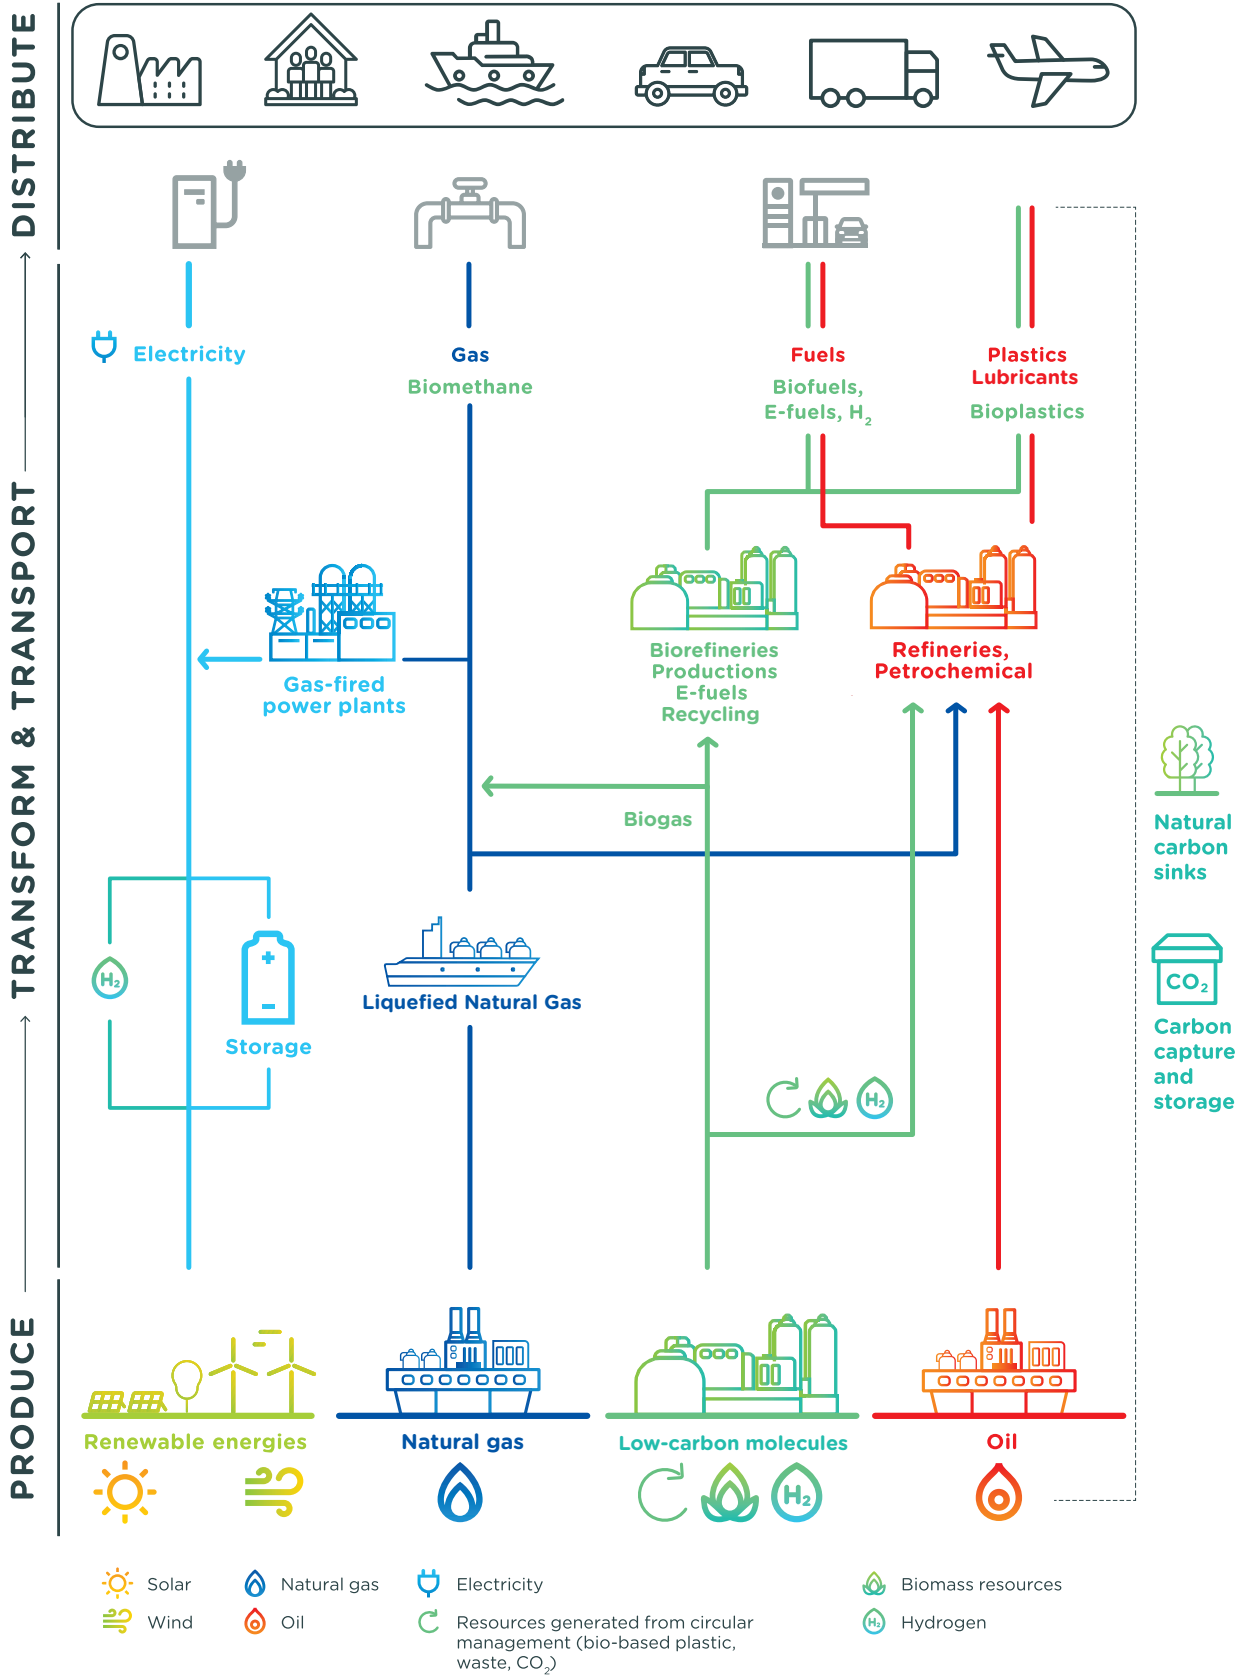 DISTRIBUTE
TRANSFORM & TRANSPORT
PRODUCE
Electricity
Gas
Biomethane
Fuels
Biofuels,
E-fuels, H₂
Plastics
Lubricants
Bioplastics
Gas-fired
power plants
Biorefineries
Productions
E-fuels
Recycling
Refineries,
Petrochemical
Biogas
Natural
carbon
sinks
H₂
Storage
Liquefied Natural Gas
CO₂
Carbon
capture
and
storage
H₂
Renewable energies
Natural gas
Low-carbon molecules
Oil
H₂
Solar
Wind
Natural gas
Oil
Electricity
Resources generated from circular
management (bio-based plastic,
waste, CO₂)
Biomass resources
H₂ Hydrogen